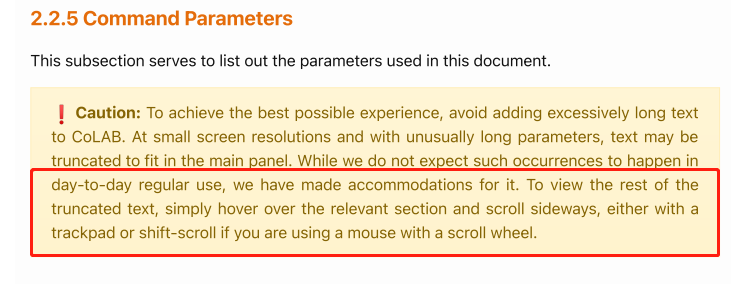 2.2.5 Command Parameters
This subsection serves to list out the parameters used in this document.
❗ Caution: To achieve the best possible experience, avoid adding excessively long text
to CoLAB. At small screen resolutions and with unusually long parameters, text may be
truncated to fit in the main panel. While we do not expect such occurrences to happen in
day-to-day regular use, we have made accommodations for it. To view the rest of the
truncated text, simply hover over the relevant section and scroll sideways, either with a
trackpad or shift-scroll if you are using a mouse with a scroll wheel.